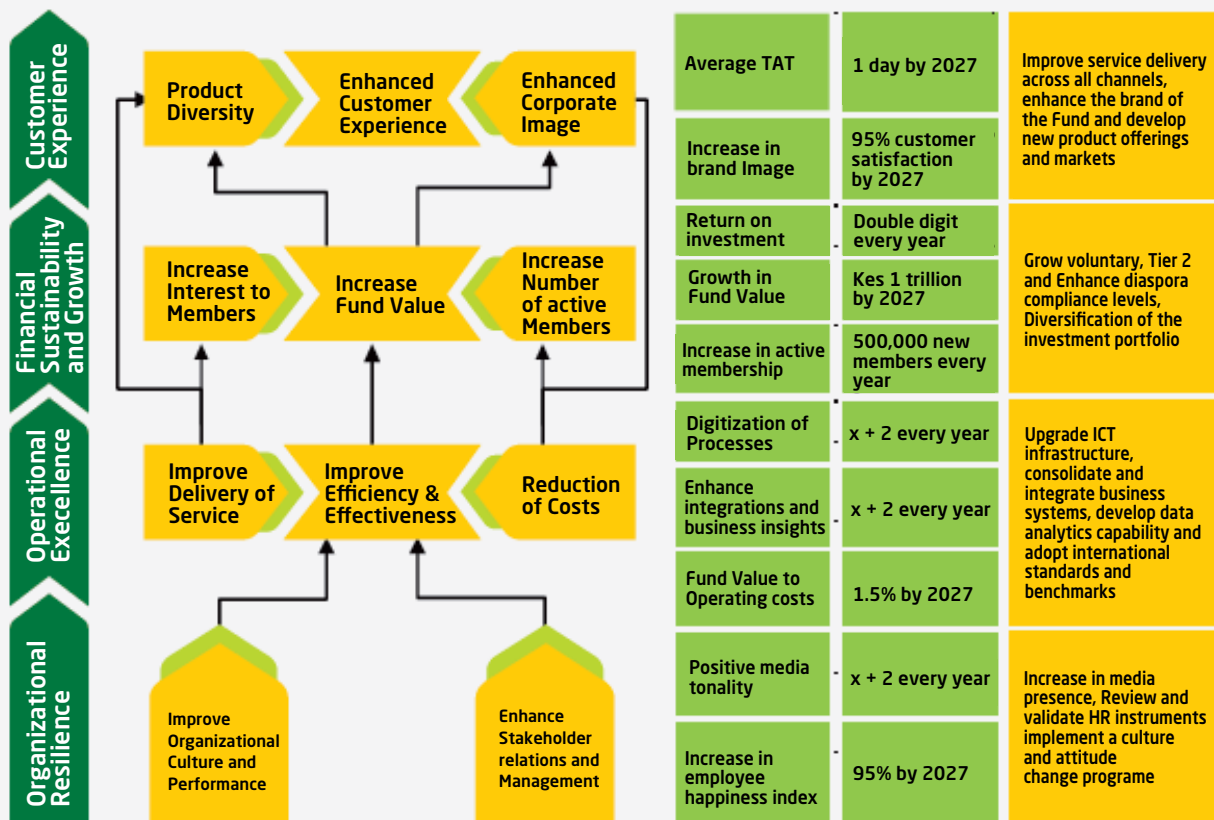 Customer
Experience
Product
Diversity
Enhanced
Customer
Experience
Enhanced
Corporate
Image
Average TAT
1 day by 2027
Increase in
brand Image
95% customer
satisfaction
by 2027
Improve service delivery
across all channels,
enhance the brand of
the Fund and develop
new product offerings
and markets
Financial
Sustainability
and Growth
Increase
Interest to
Members
Increase
Fund Value
Increase
Number
of active
Members
Return on
investment
Double digit
every year
Growth in
Fund Value
Kes 1 trillion
by 2027
Increase in active
membership
500,000 new
members every
year
Grow voluntary, Tier 2
and Enhance diaspora
compliance levels,
Diversification of the
investment portfolio
Operational
Execellence
Improve
Delivery of
Service
Improve
Efficiency &
Effectiveness
Reduction
of Costs
Digitization of
Processes
x + 2 every year
Enhance
integrations and
business insights
x + 2 every year
Fund Value to
Operating costs
1.5% by 2027
Upgrade ICT
infrastructure,
consolidate and
integrate business
systems, develop data
analytics capability and
adopt international
standards and
benchmarks
Organizational
Resilience
Improve
Organizational
Culture and
Performance
Enhance
Stakeholder
relations and
Management
Positive media
tonality
x + 2 every year
Increase in
employee
happiness index
95% by 2027
Increase in media
presence, Review and
validate HR instruments
implement a culture
and attitude
change programe